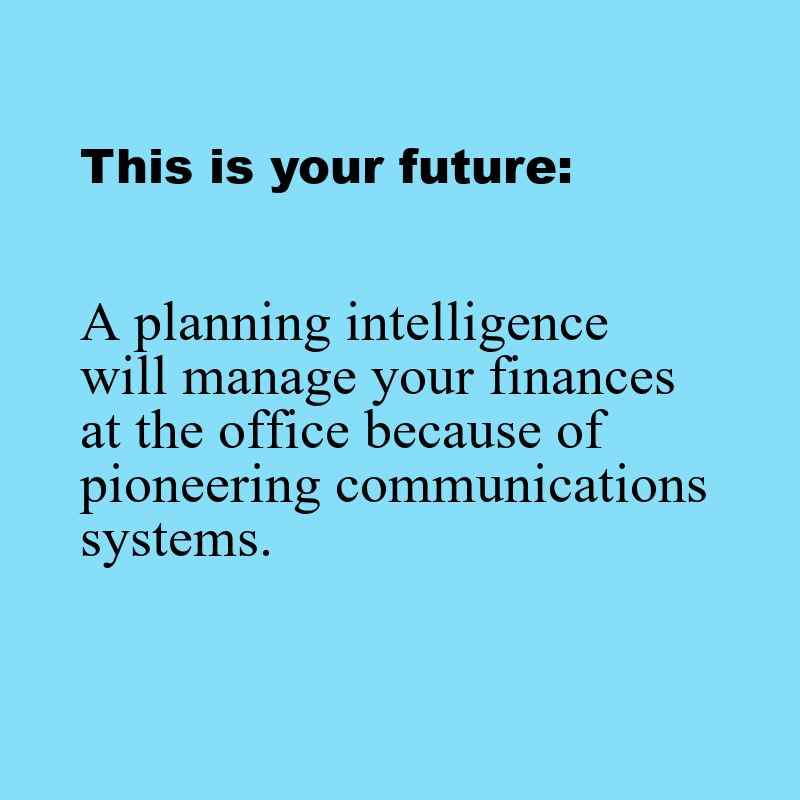 This is your future:
A planning intelligence
will manage your finances
at the office because of
pioneering communications
systems.